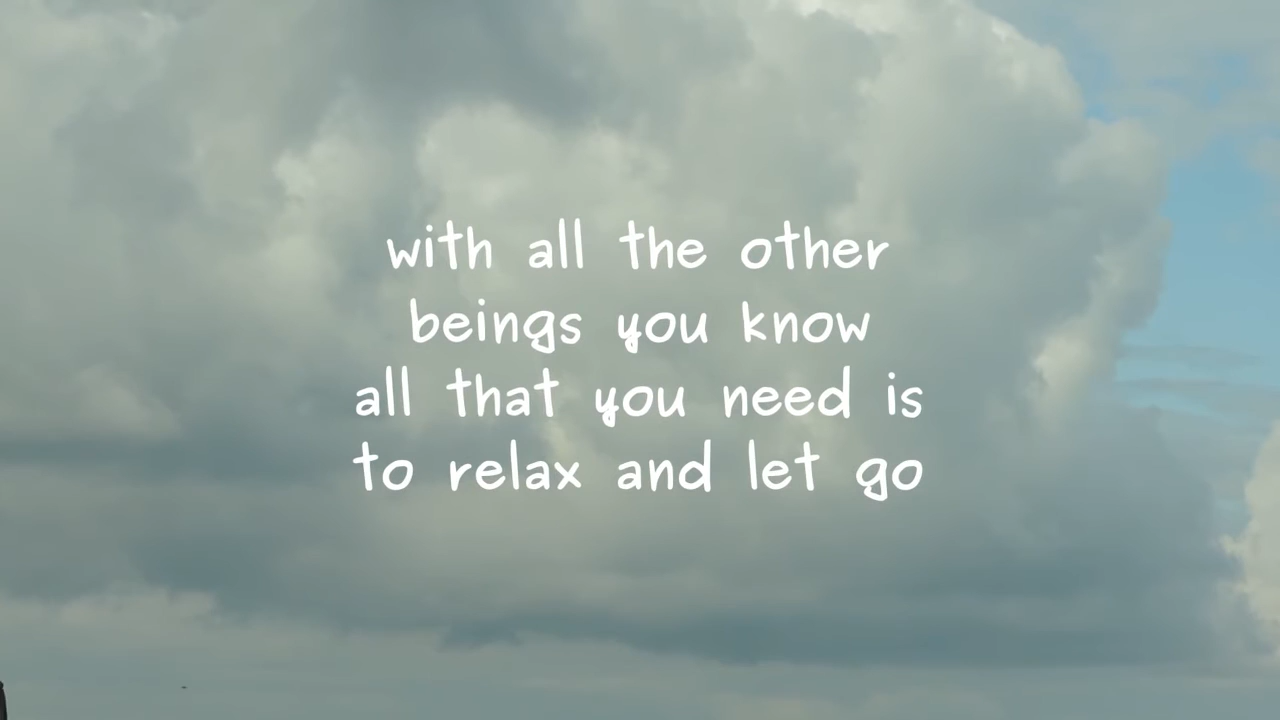 with all the other
beings you know
all that you need is
to relax and let go